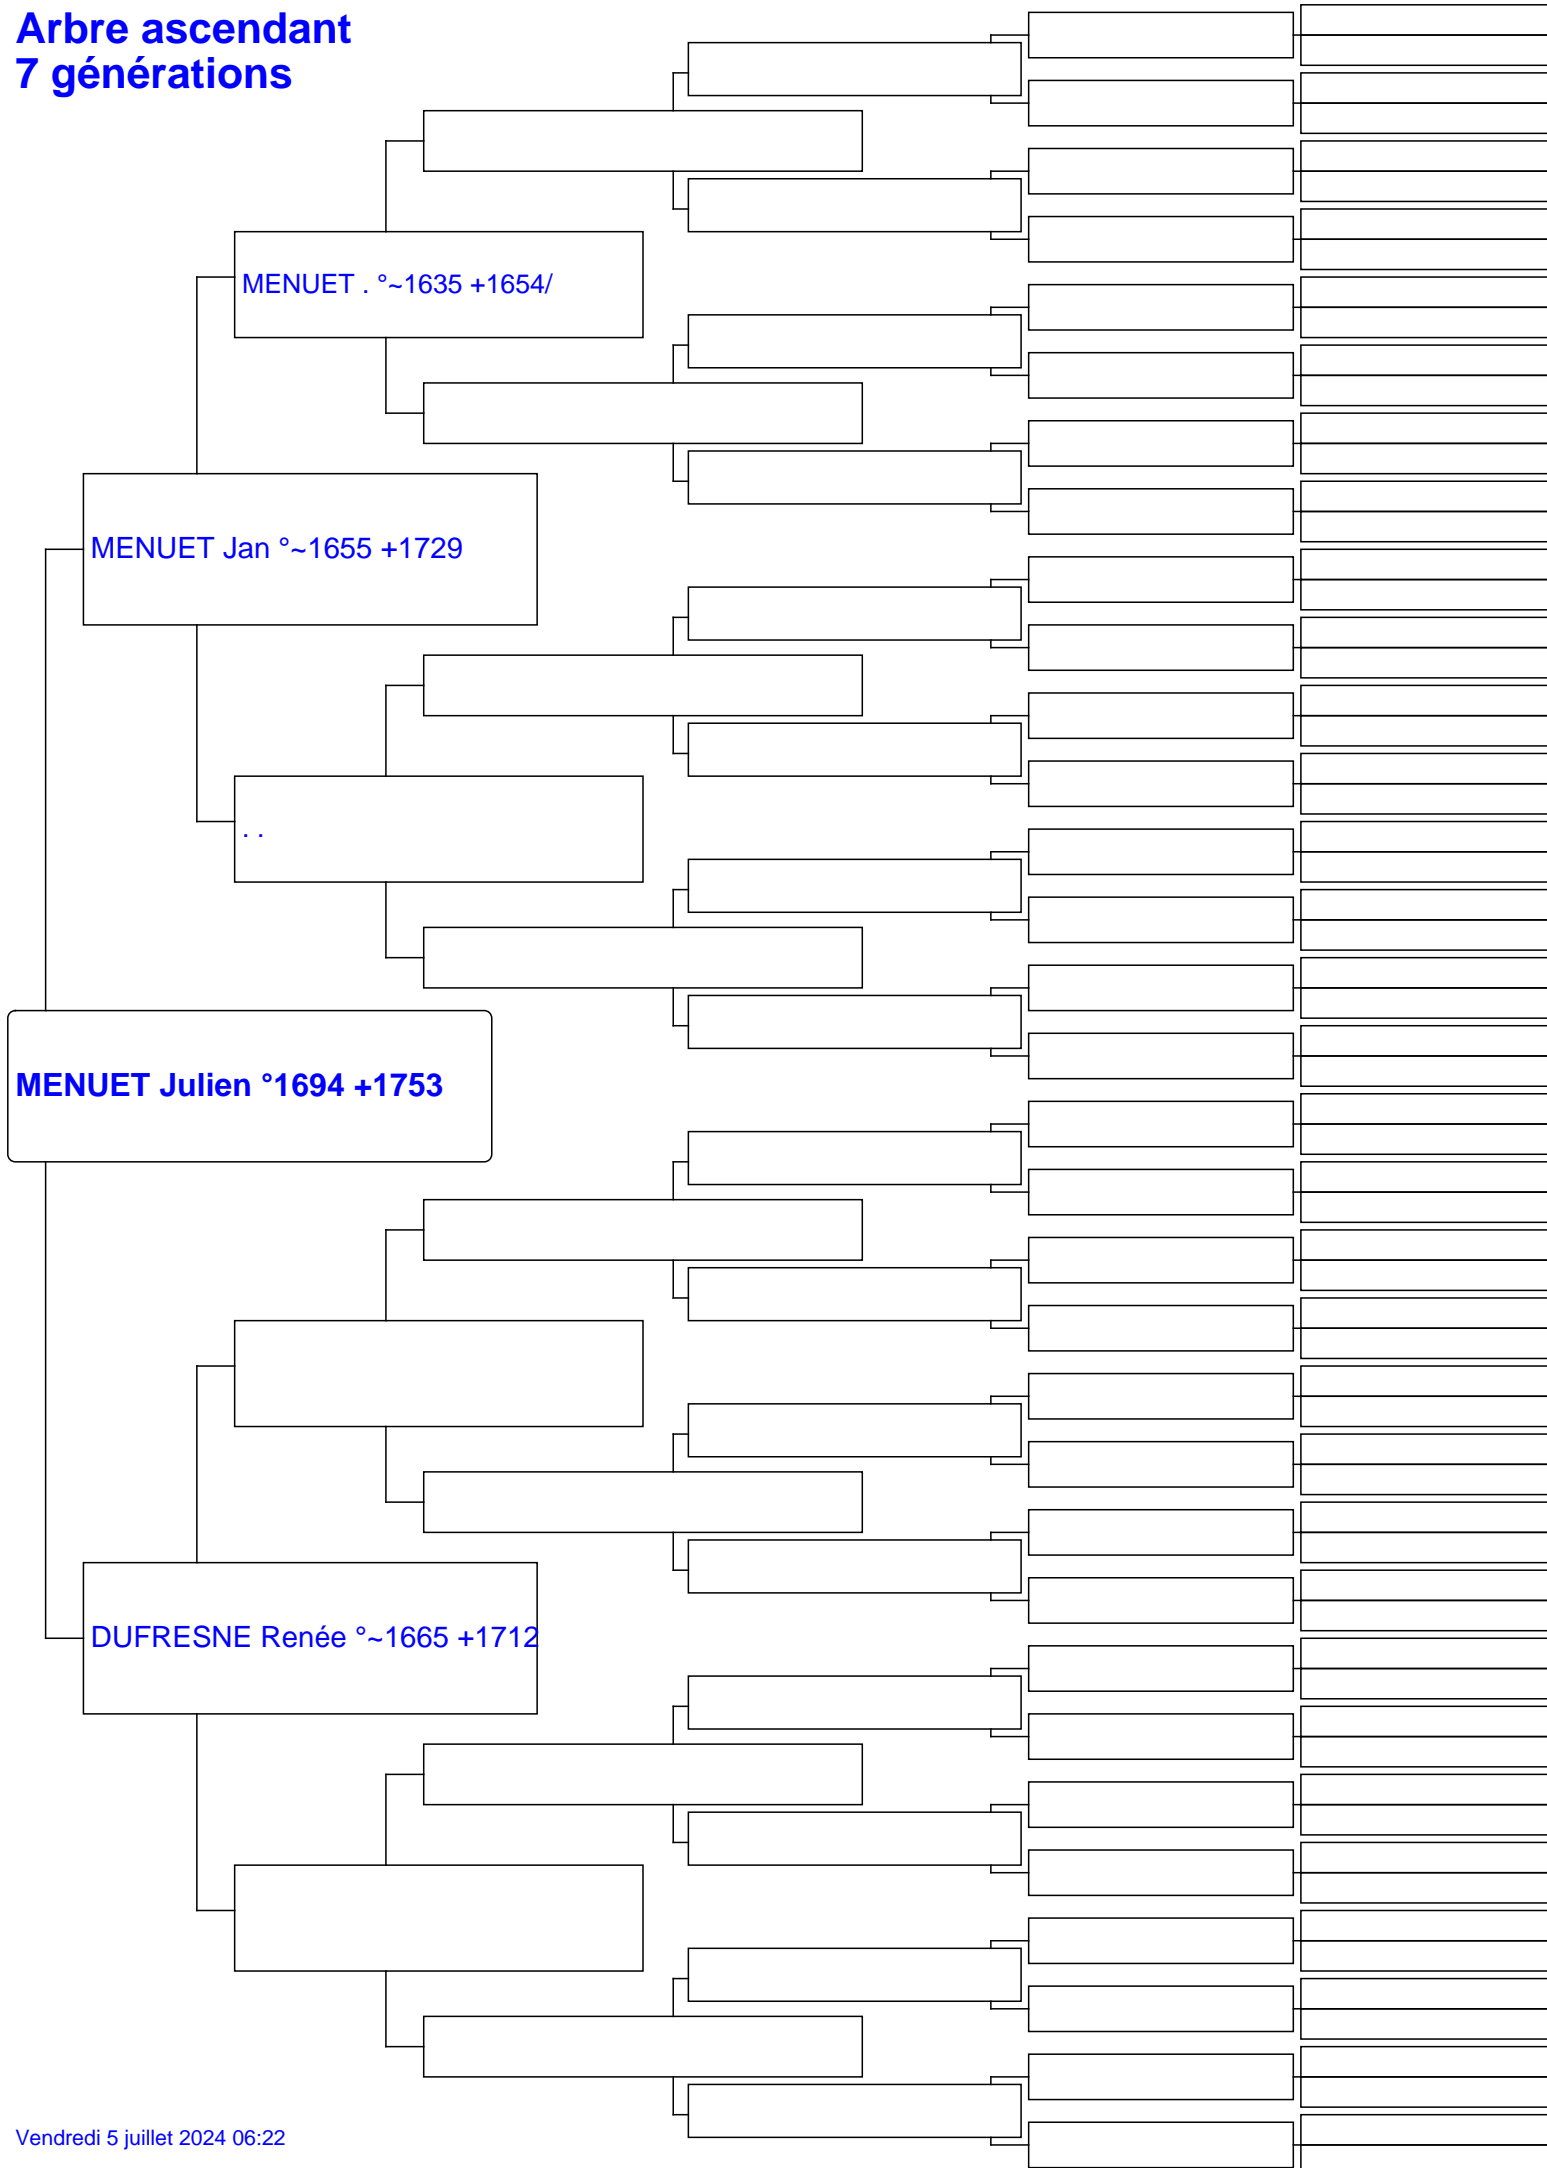 Arbre ascendant
7 générations
MENUET . °~1635 +1654/
MENUET Jan °~1655 +1729
. .
MENUET Julien °1694 +1753
DUFRESNE Renée °~1665 +1712
Vendredi 5 juillet 2024 06:22